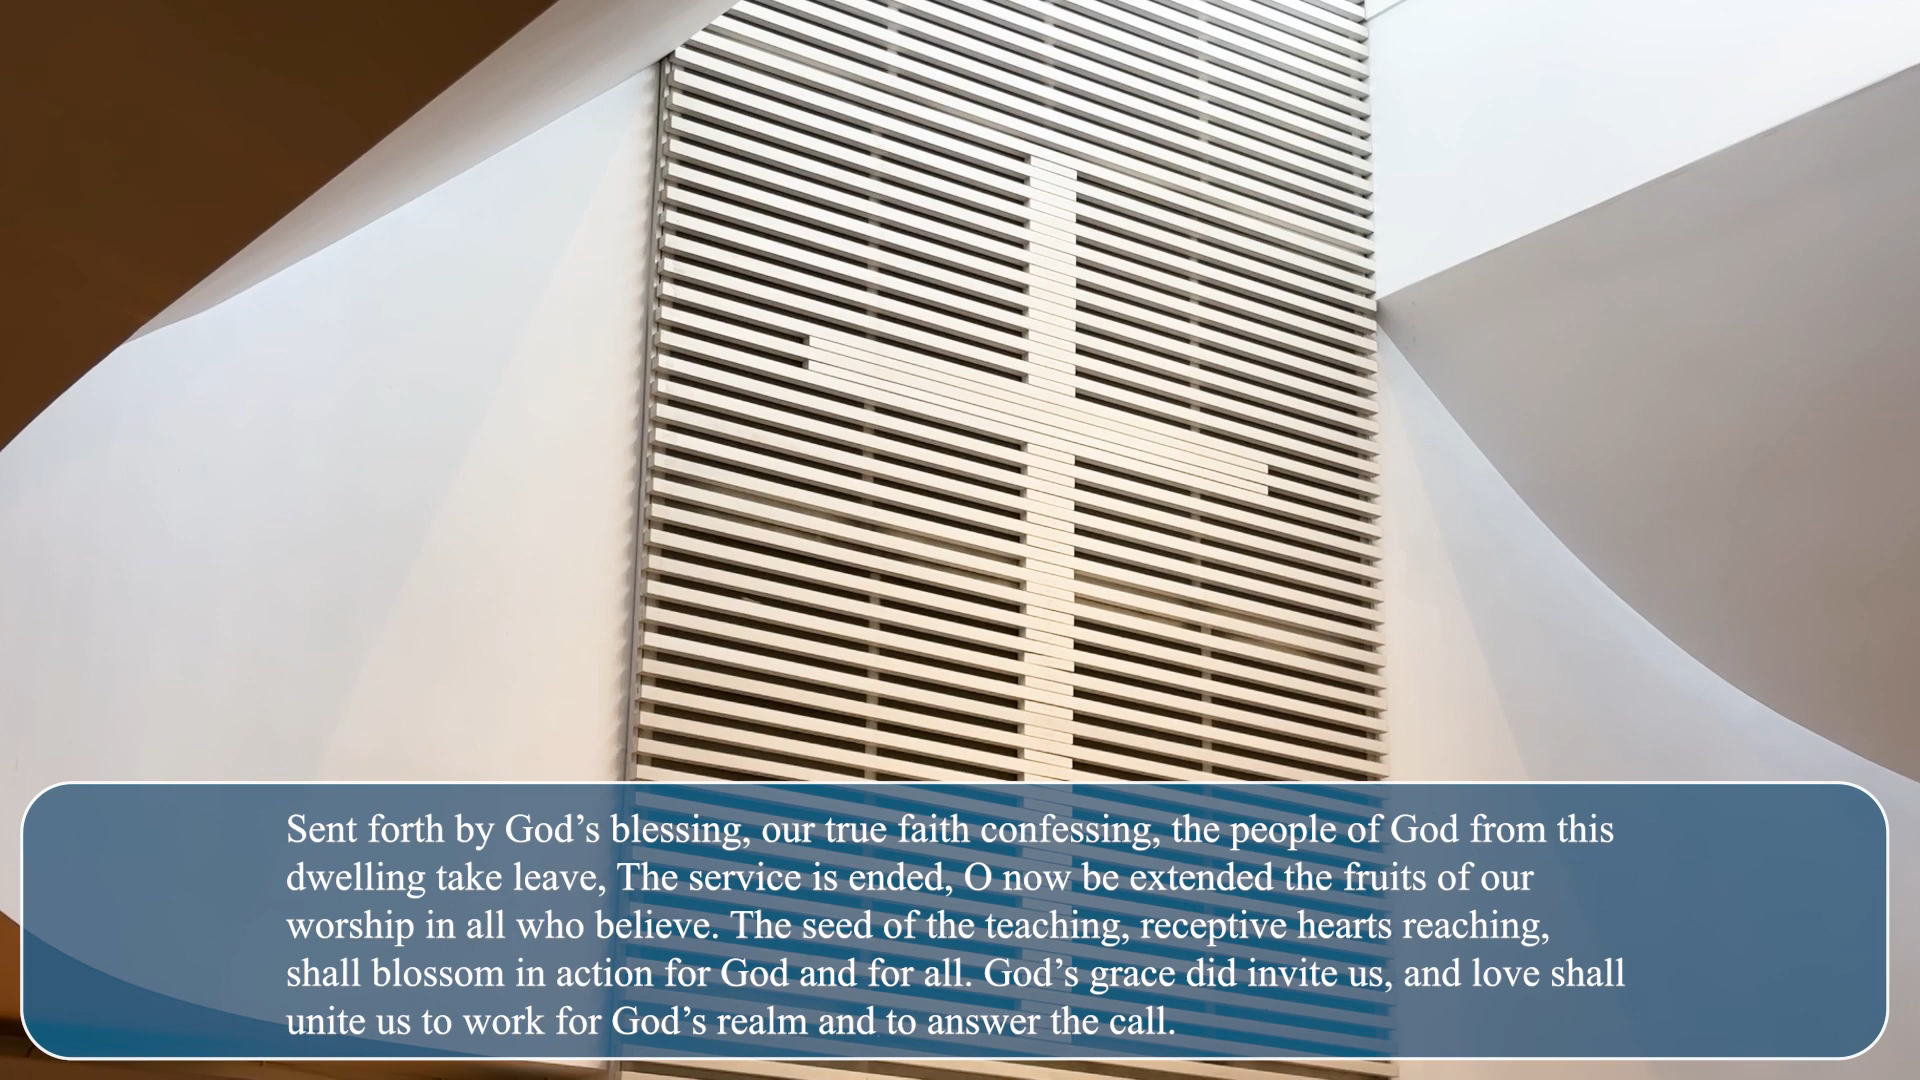 Sent forth by God’s blessing, our true faith confessing, the people of God from this
dwelling take leave, The service is ended, O now be extended the fruits of our
worship in all who believe. The seed of the teaching, receptive hearts reaching,
shall blossom in action for God and for all. God’s grace did invite us, and love shall
unite us to work for God’s realm and to answer the call.